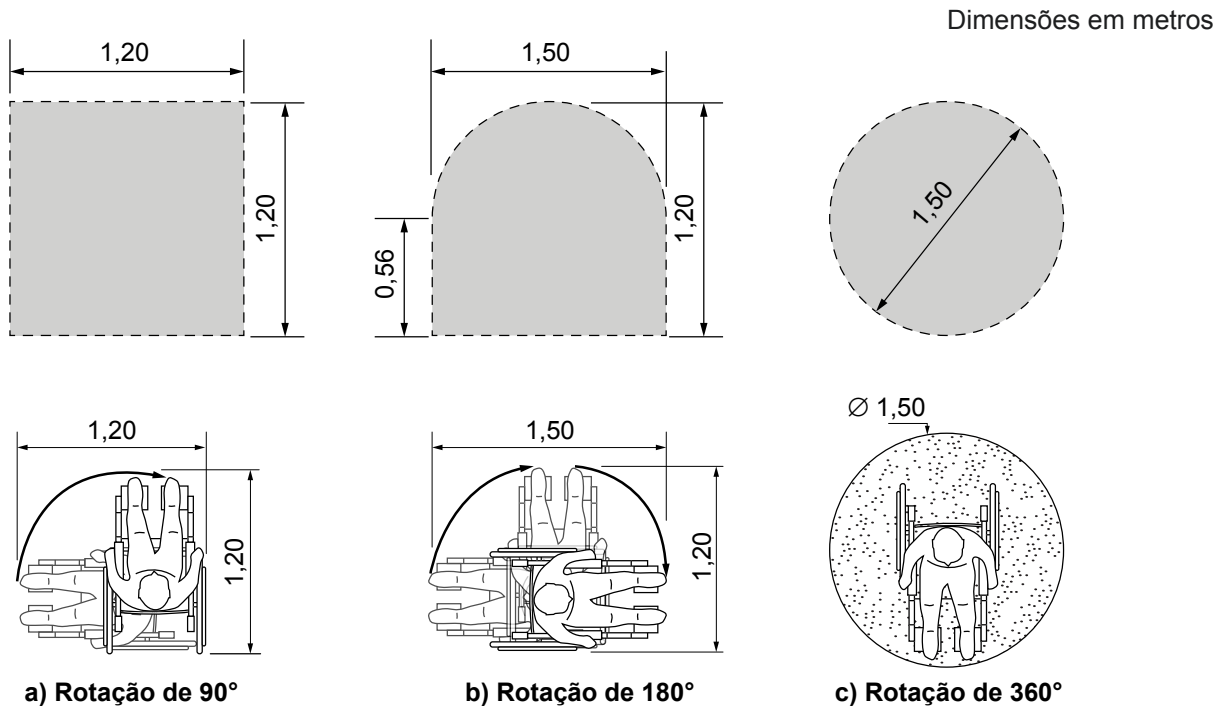 Dimensões em metros
1,20
1,50
1,20
0,56
1,20
1,50
1,20
1,20
1,50
1,20
∅ 1,50
a) Rotação de 90°
b) Rotação de 180°
c) Rotação de 360°